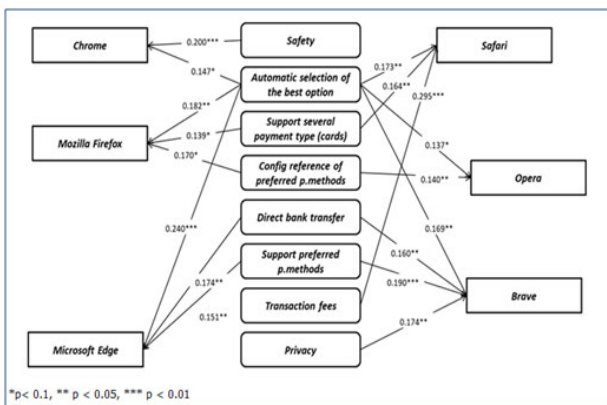 Chrome
0.200***
Safety
Safari
0.147*
Automatic selection of
the best option
0.173**
0.164**
0.295***
0.182**
Mozilla Firefox
0.139*
Support several
payment type (cards)
0.137*
0.170*
Config reference of
preferred p.methods
0.140**
Opera
0.240***
Direct bank transfer
0.169**
0.160**
0.174**
Support preferred
p.methods
0.190***
Brave
0.151**
Transaction fees
0.174**
Microsoft Edge
Privacy
*p< 0.1, ** p < 0.05, *** p < 0.01